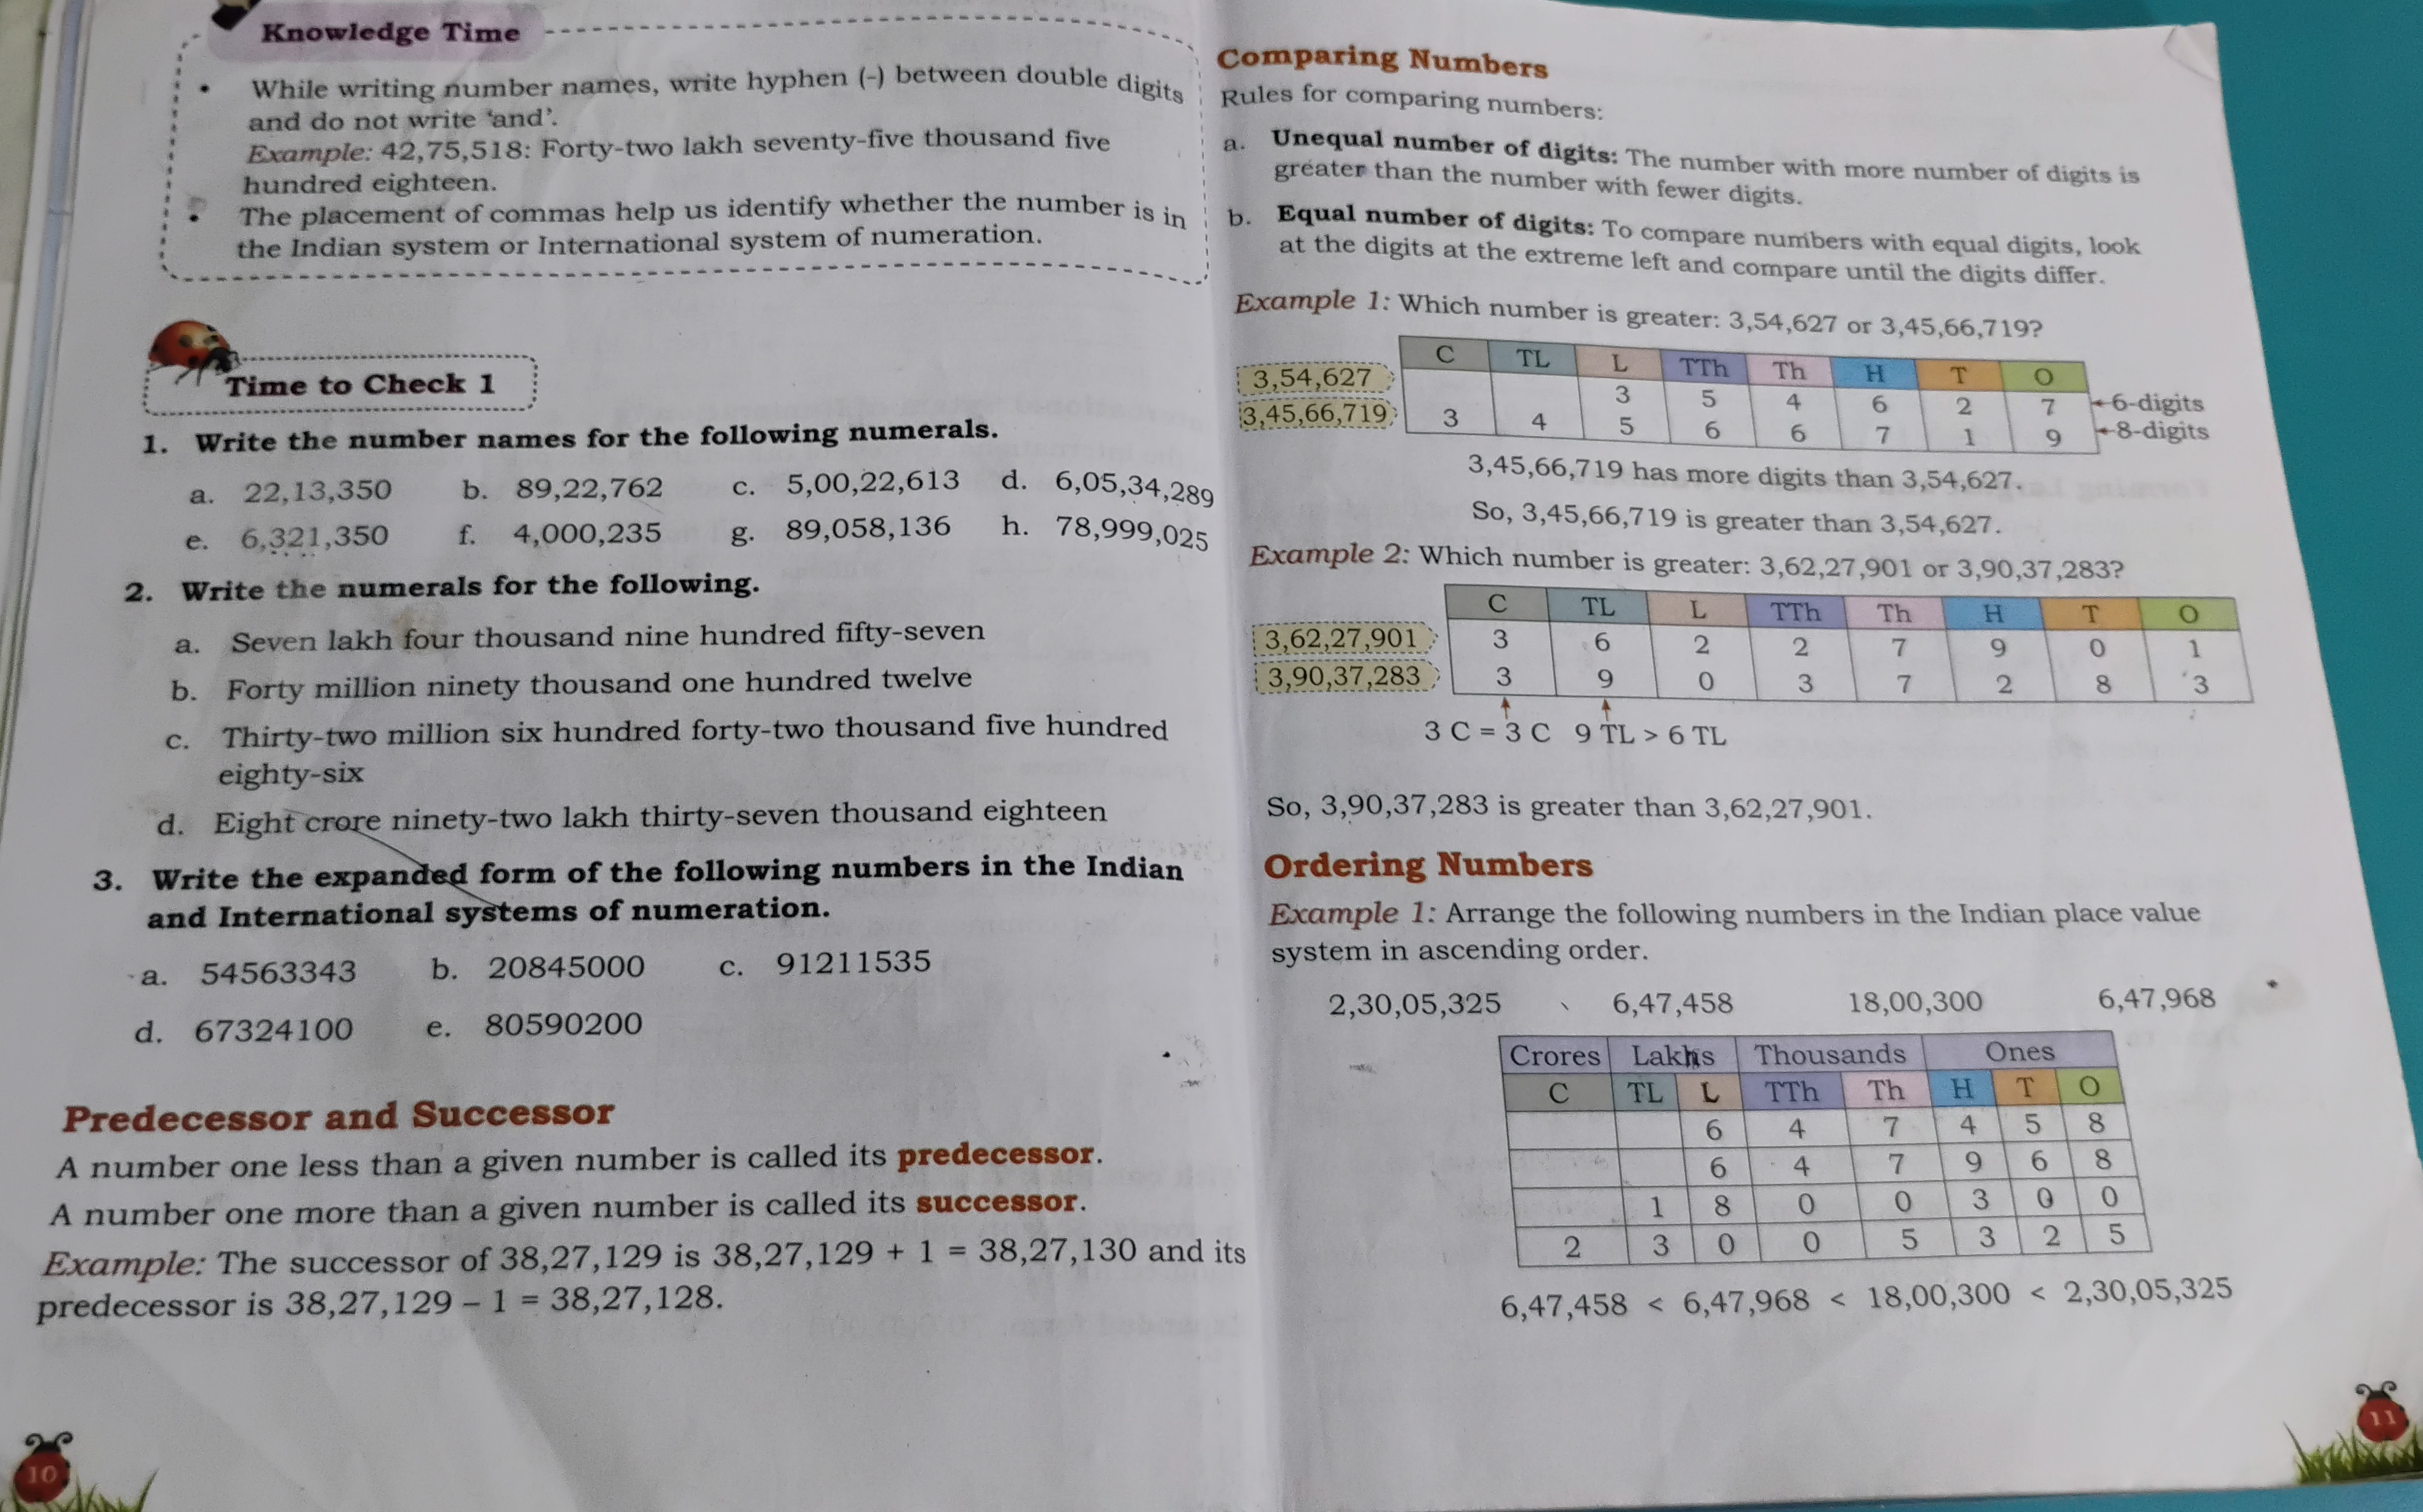 Knowledge Time
• While writing number names, write hyphen (-) between double digits
and do not write 'and'.
Example: 42,75,518: Forty-two lakh seventy-five thousand five
hundred eighteen.
• The placement of commas help us identify whether the number is in
the Indian system or International system of numeration.
Time to Check 1
1. Write the number names for the following numerals.
a. 22,13,350 b. 89,22,762 c. 5,00,22,613 d. 6,05,34,289
e. 6,321,350 f. 4,000,235 g. 89,058,136 h. 78,999,025
2. Write the numerals for the following.
a. Seven lakh four thousand nine hundred fifty-seven
b. Forty million ninety thousand one hundred twelve
c. Thirty-two million six hundred forty-two thousand five hundred
eighty-six
d. Eight crore ninety-two lakh thirty-seven thousand eighteen
3. Write the expanded form of the following numbers in the Indian
and International systems of numeration.
a. 54563343 b. 20845000 c. 91211535
d. 67324100 e. 80590200
Predecessor and Successor
A number one less than a given number is called its predecessor.
A number one more than a given number is called its successor.
Example: The successor of 38,27,129 is 38,27,129 + 1 = 38,27,130 and its
predecessor is 38,27,129 – 1 = 38,27,128.
10
Comparing Numbers
Rules for comparing numbers:
a. Unequal number of digits: The number with more number of digits is
greater than the number with fewer digits.
b. Equal number of digits: To compare numbers with equal digits, look
at the digits at the extreme left and compare until the digits differ.
Example 1: Which number is greater: 3,54,627 or 3,45,66,719?
C TL L TTh Th H T O
3,54,627 3 5 4 6 2 7 6-digits
3,45,66,719 3 4 5 6 6 7 1 9 8-digits
3,45,66,719 has more digits than 3,54,627.
So, 3,45,66,719 is greater than 3,54,627.
Example 2: Which number is greater: 3,62,27,901 or 3,90,37,283?
C TL L TTh Th H T O
3,62,27,901 3 6 2 2 7 9 0 1
3,90,37,283 3 9 0 3 7 2 8 3
3 C = 3 C 9 TL > 6 TL
So, 3,90,37,283 is greater than 3,62,27,901.
Ordering Numbers
Example 1: Arrange the following numbers in the Indian place value
system in ascending order.
2,30,05,325 6,47,458 18,00,300 6,47,968
Crores Lakhs Thousands Ones
C TL L TTh Th H T O
6 4 7 4 5 8
6 4 7 9 6 8
1 8 0 0 3 0 0
2 3 0 0 5 3 2 5
6,47,458 < 6,47,968 < 18,00,300 < 2,30,05,325
11